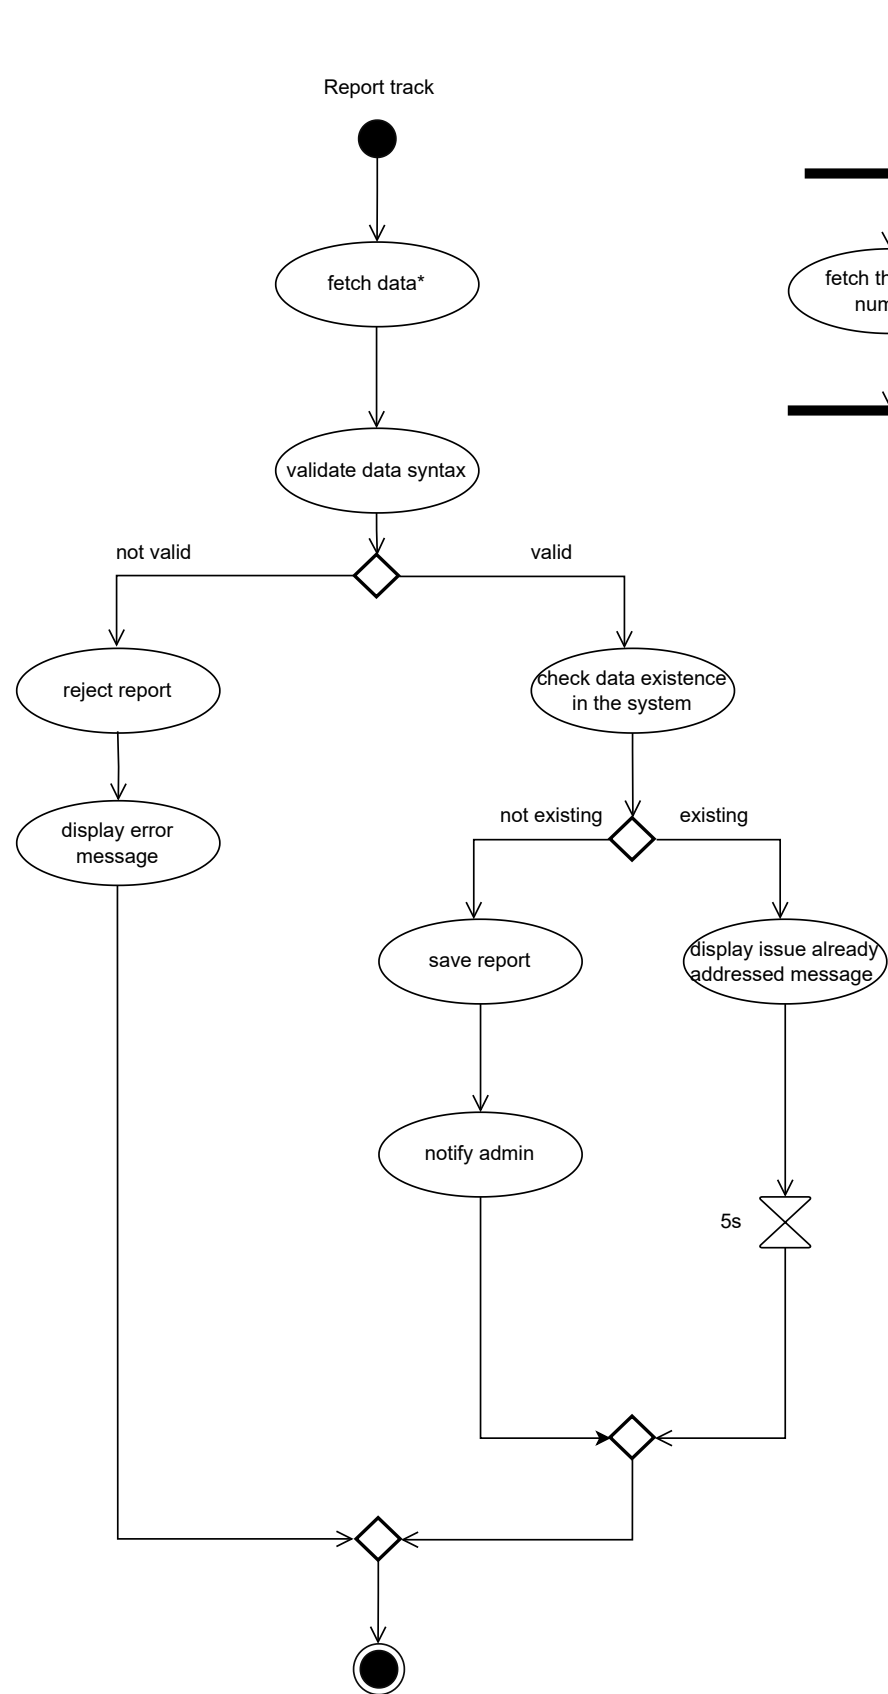 Report track
fetch data*
fetch
validate data syntax
not valid
valid
reject report
check data existence
in the system
display error
message
not existing
existing
save report
display issue already
addressed message
notify admin
5s